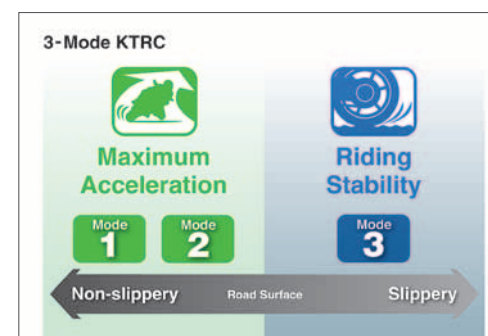 3-Mode KTRC
Maximum
Acceleration
Riding
Stability
Mode
1
Mode
2
Mode
3
Non-slippery
Road Surface
Slippery